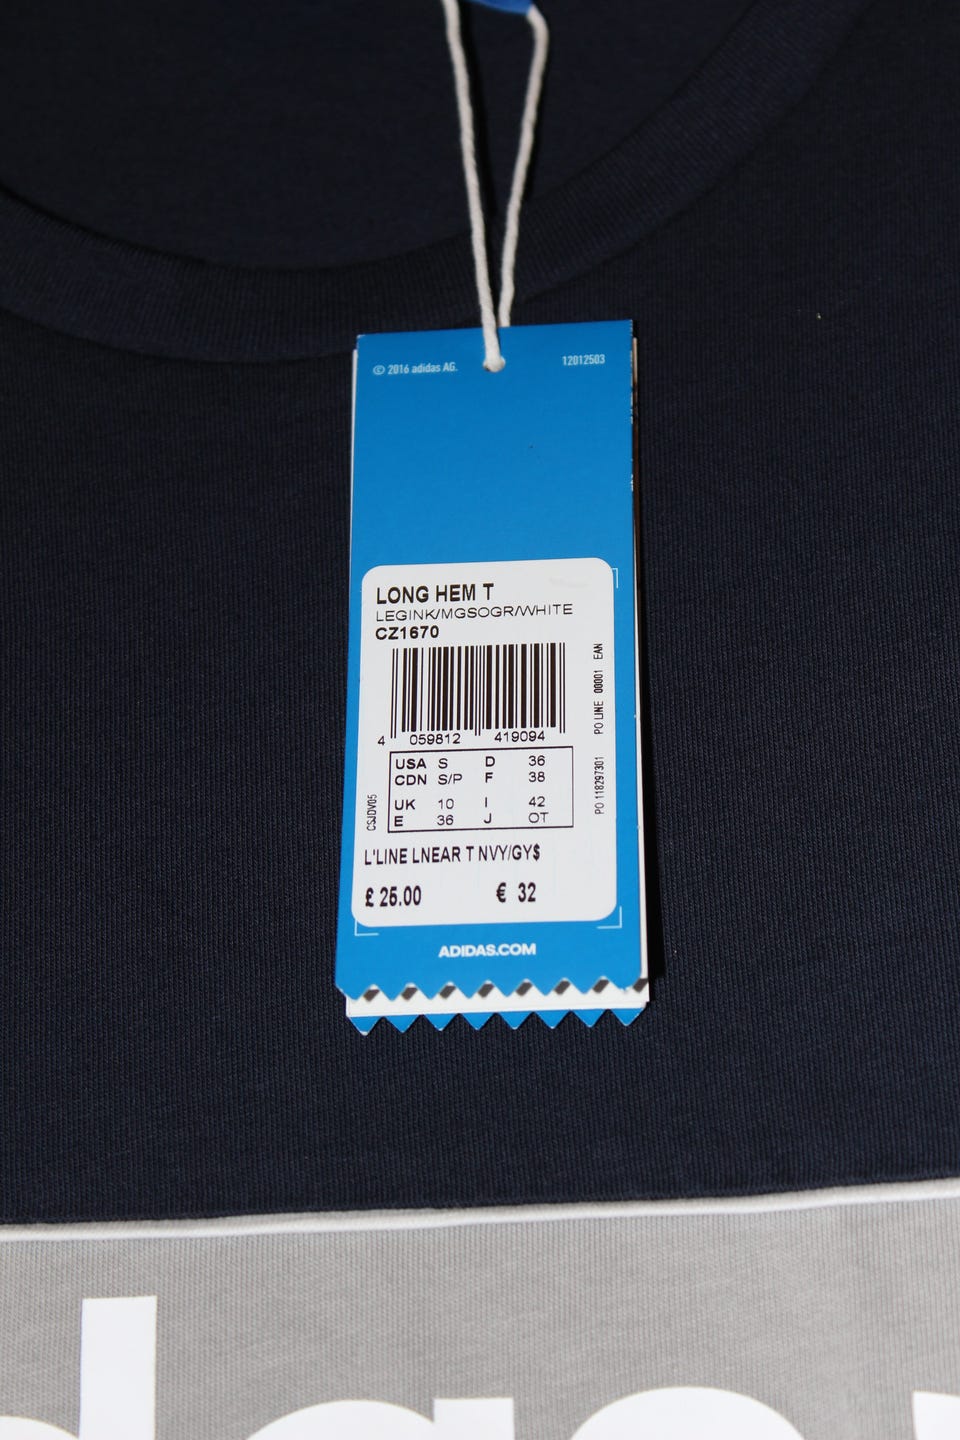 © 2016 adidas AG. 12012503
LONG HEM T
LEGINK/MGSOGR/WHITE
CZ1670
4 059812 419094
USA S D 36
CDN S/P F 38
UK 10 I 42
E 36 J OT
CSJDV05
PO 118297301 PO LINE 00001 EAN
L'LINE LNEAR T NVY/GY$
£ 25.00 € 32
ADIDAS.COM